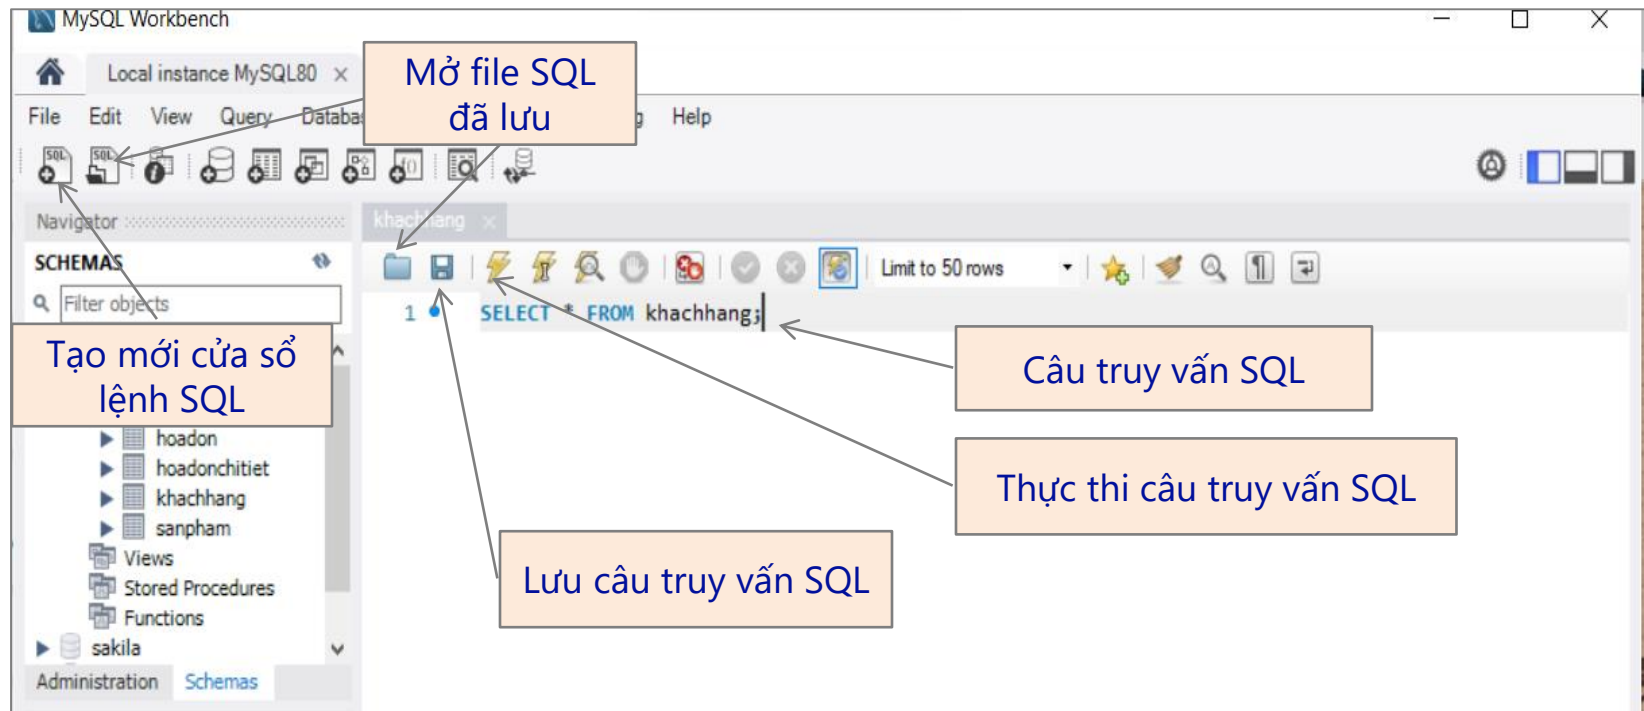 MySQL Workbench
Local instance MySQL80
Mở file SQL
đã lưu
File Edit View Query Databa Help
SQL SQL
Navigator
khachhang
SCHEMAS
Limit to 50 rows
Filter objects
1 SELECT * FROM khachhang;
Tạo mới cửa sổ
lệnh SQL
Câu truy vấn SQL
hoadon
hoadonchitiet
khachhang
sanpham
Thực thi câu truy vấn SQL
Views
Stored Procedures
Functions
Lưu câu truy vấn SQL
sakila
Administration Schemas